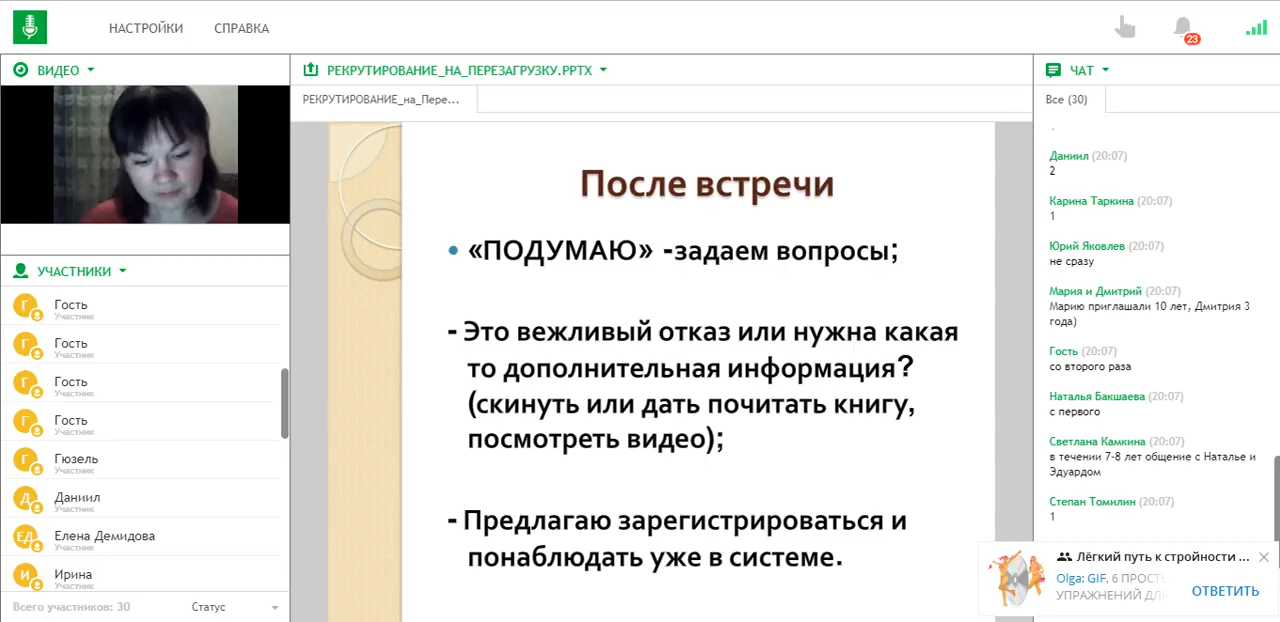 НАСТРОЙКИ
СПРАВКА
23
ВИДЕО
РЕКРУТИРОВАНИЕ_НА_ПЕРЕЗАГРУЗКУ.PPTX
ЧАТ
РЕКРУТИРОВАНИЕ_на_Пере...
Все (30)
После встречи
• «ПОДУМАЮ» -задаем вопросы;
- Это вежливый отказ или нужна какая
то дополнительная информация?
(скинуть или дать почитать книгу,
посмотреть видео);
- Предлагаю зарегистрироваться и
понаблюдать уже в системе.
УЧАСТНИКИ
Г
Гость
Участник
Г
Гость
Участник
Г
Гость
Участник
Г
Гость
Участник
Г
Гюзель
Участник
Д
Даниил
Участник
ЕД
Елена Демидова
Участник
И
Ирина
Участник
Всего участников: 30
Статус
Даниил (20:07)
2
Карина Таркина (20:07)
1
Юрий Яковлев (20:07)
не сразу
Мария и Дмитрий (20:07)
Марию приглашали 10 лет, Дмитрия 3
года)
Гость (20:07)
со второго раза
Наталья Бакшаева (20:07)
с первого
Светлана Камкина (20:07)
в течении 7-8 лет общение с Наталье и
Эдуардом
Степан Томилин (20:07)
1
Лёгкий путь к стройности ...
Olga: GIF, 6 ПРОСТЬ
УПРАЖНЕНИЙ ДЛЯ
ОТВЕТИТЬ